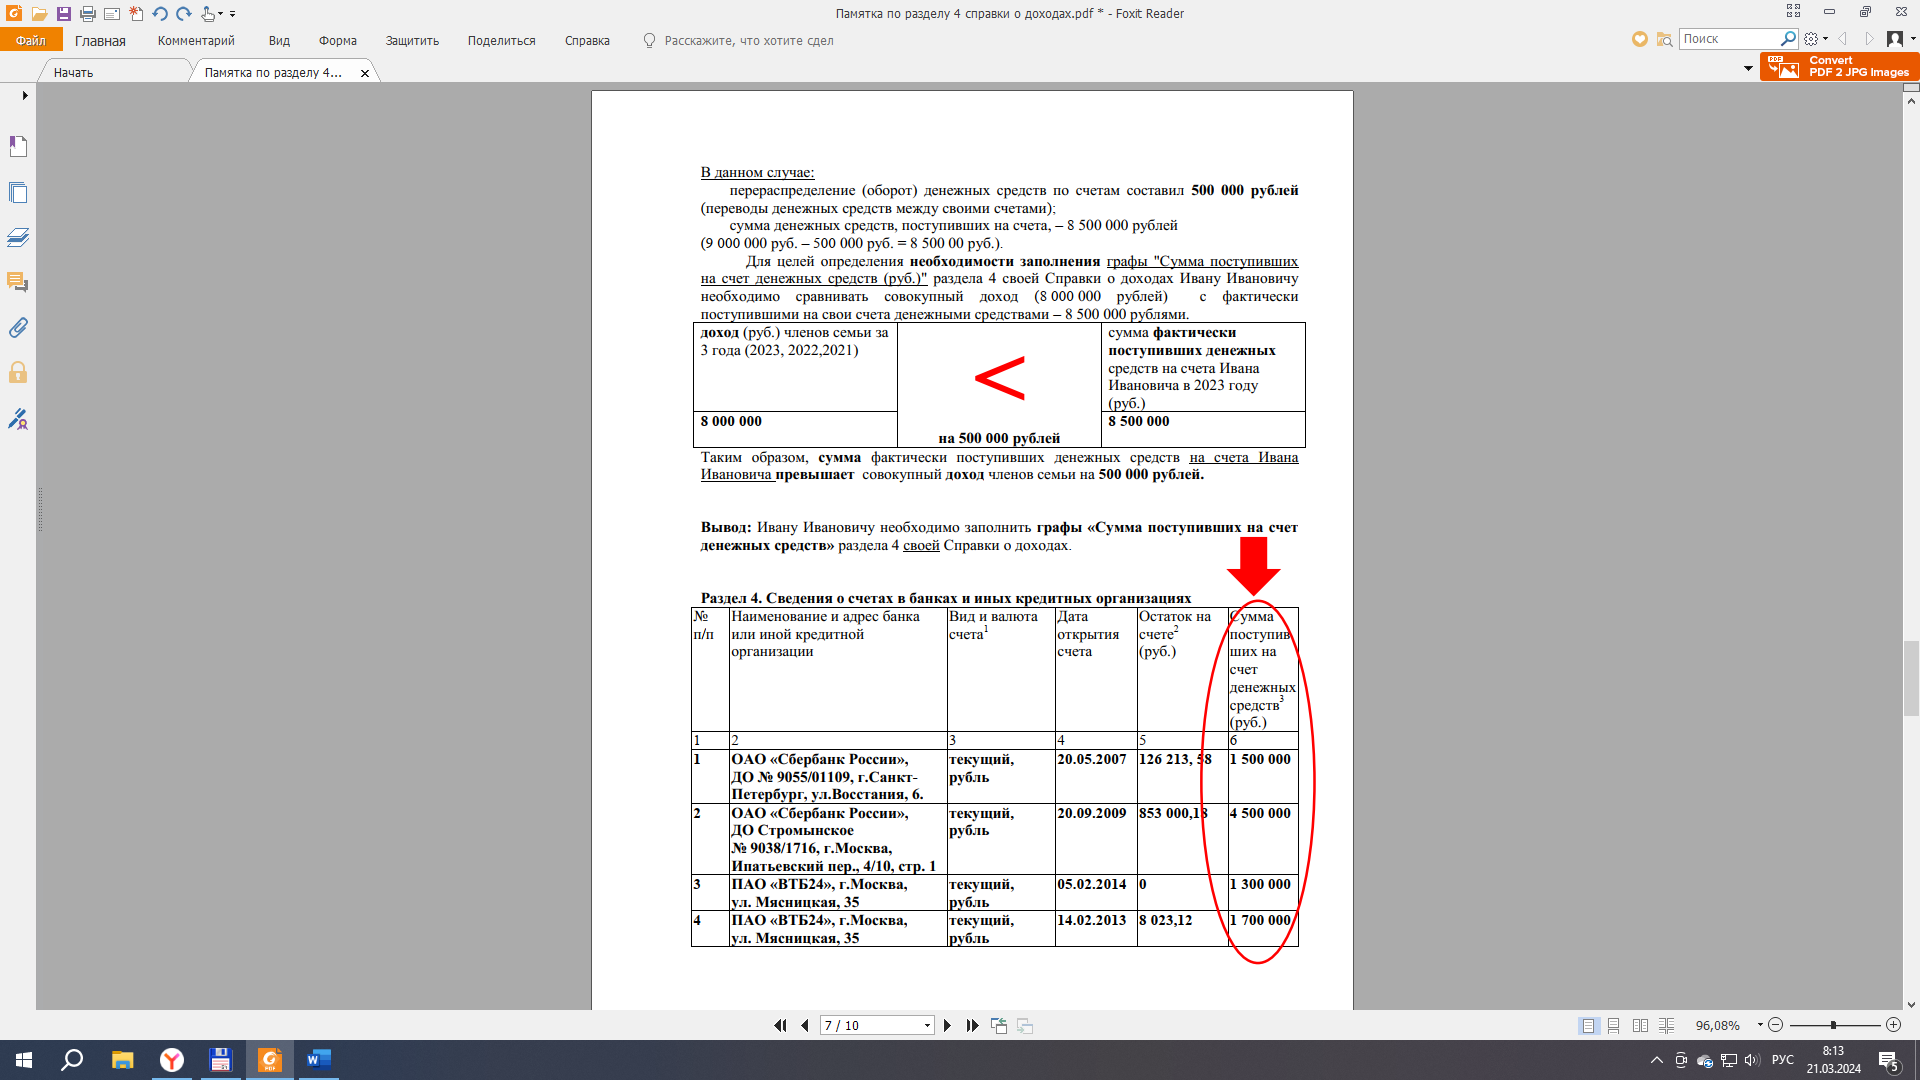 Памятка по разделу 4 справки о доходах.pdf * - Foxit Reader
Файл Главная Комментарий Вид Форма Защитить Поделиться Справка Расскажите, что хотите сдел Поиск
Начать Памятка по разделу 4...
Convert
PDF 2 JPG Images
В данном случае:
перераспределение (оборот) денежных средств по счетам составил 500 000 рублей
(переводы денежных средств между своими счетами);
сумма денежных средств, поступивших на счета, – 8 500 000 рублей
(9 000 000 руб. – 500 000 руб. = 8 500 00 руб.).
Для целей определения необходимости заполнения графы "Сумма поступивших
на счет денежных средств (руб.)" раздела 4 своей Справки о доходах Ивану Ивановичу
необходимо сравнивать совокупный доход (8 000 000 рублей) с фактически
поступившими на свои счета денежными средствами – 8 500 000 рублями.
доход (руб.) членов семьи за
3 года (2023, 2022,2021)
<
на 500 000 рублей
сумма фактически
поступивших денежных
средств на счета Ивана
Ивановича в 2023 году
(руб.)
8 000 000
8 500 000
Таким образом, сумма фактически поступивших денежных средств на счета Ивана
Ивановича превышает совокупный доход членов семьи на 500 000 рублей.
Вывод: Ивану Ивановичу необходимо заполнить графы «Сумма поступивших на счет
денежных средств» раздела 4 своей Справки о доходах.
Раздел 4. Сведения о счетах в банках и иных кредитных организациях
№
п/п
Наименование и адрес банка
или иной кредитной
организации
Вид и валюта
счета1
Дата
открытия
счета
Остаток на
счете2
(руб.)
Сумма
поступив
ших на
счет
денежных
средств3
(руб.)
1 2 3 4 5 6
1
ОАО «Сбербанк России»,
ДО № 9055/01109, г.Санкт-
Петербург, ул.Восстания, 6.
текущий,
рубль
20.05.2007
126 213, 58
1 500 000
2
ОАО «Сбербанк России»,
ДО Стромынское
№ 9038/1716, г.Москва,
Ипатьевский пер., 4/10, стр. 1
текущий,
рубль
20.09.2009
853 000,18
4 500 000
3
ПАО «ВТБ24», г.Москва,
ул. Мясницкая, 35
текущий,
рубль
05.02.2014
0
1 300 000
4
ПАО «ВТБ24», г.Москва,
ул. Мясницкая, 35
текущий,
рубль
14.02.2013
8 023,12
1 700 000
7 / 10
96,08%
РУС
8:13
21.03.2024
5